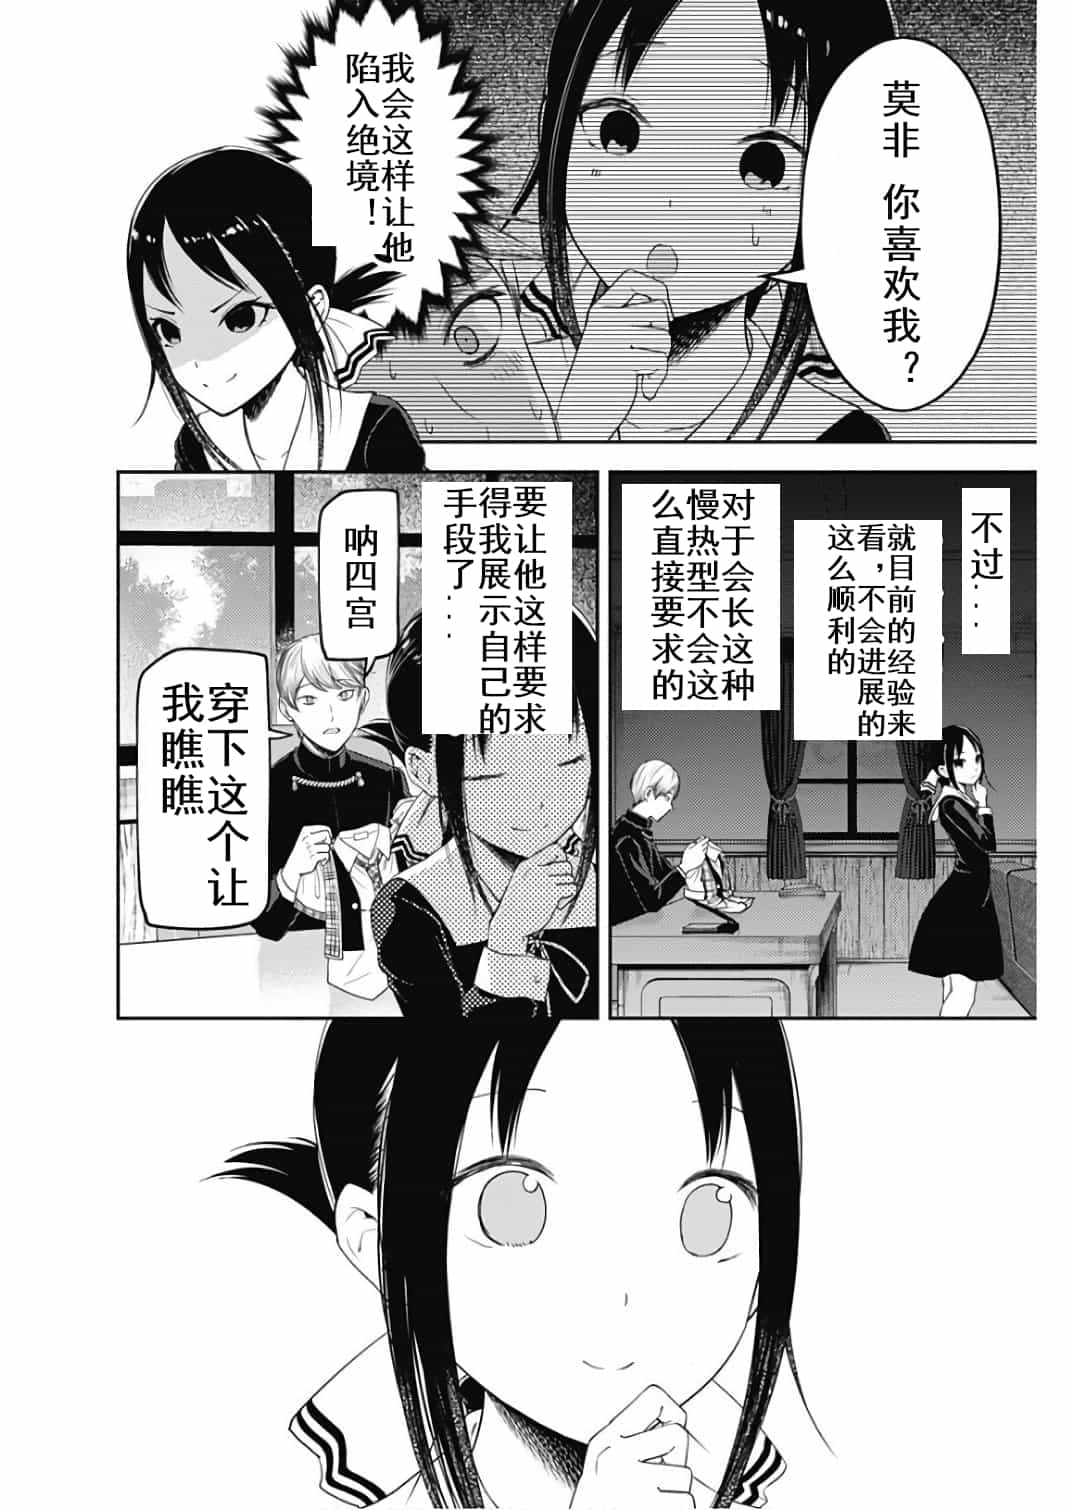 莫非 你喜欢我？
我会这样让他
陷入绝境！
不过…
就目前的经验来
看，不会进展的
这么顺利的
对于会长这种
慢热型不会这
么直接要求的
要让他这样要求
得我展示自己的
手段了…
呐四宫
穿下这个让
我瞧瞧